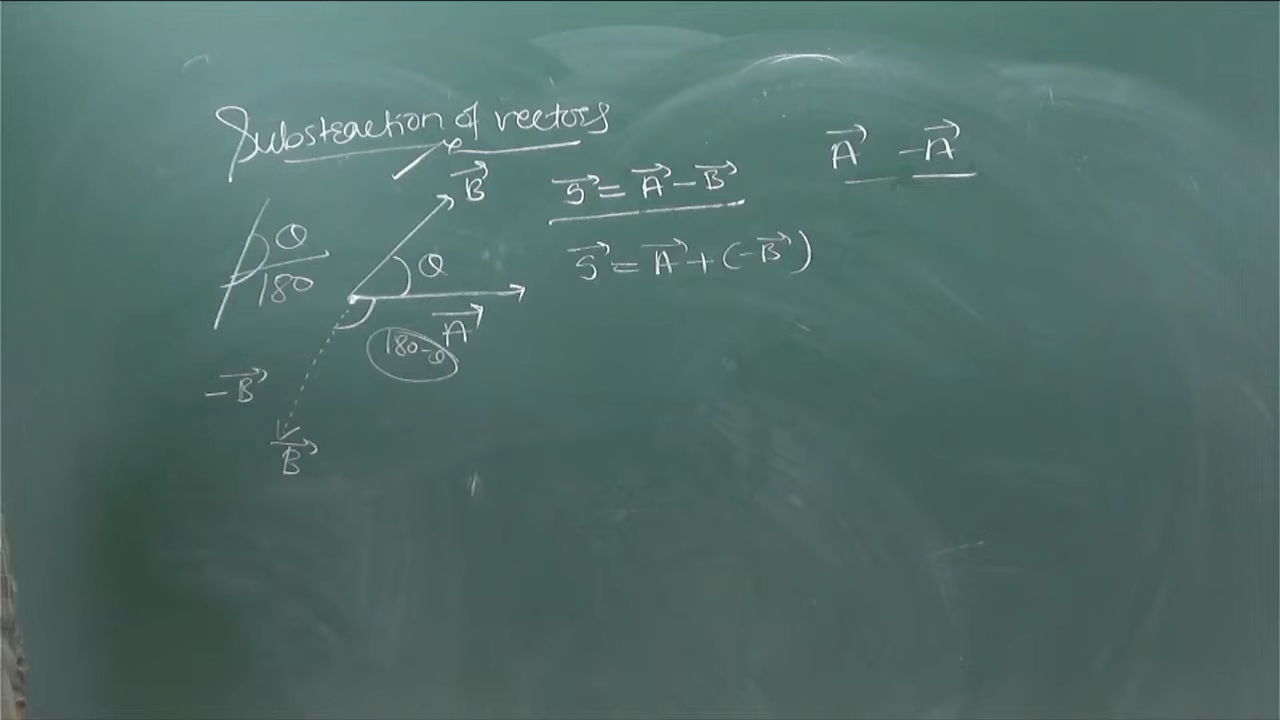 Substraction of vectors
A⃗ -A⃗
B⃗
S⃗ = A⃗ - B⃗
θ
180
θ
S⃗ = A⃗ + (-B⃗)
A⃗
180-θ
-B⃗
B⃗